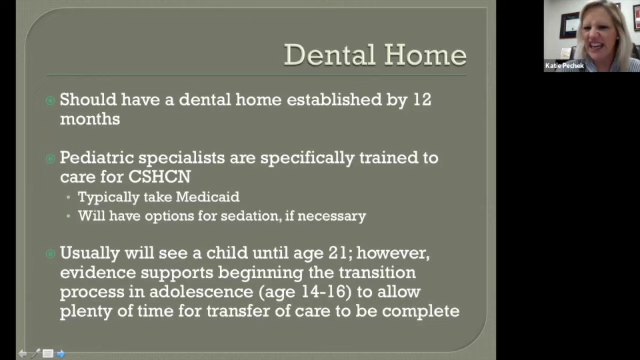 Dental Home
Should have a dental home established by 12
months
Pediatric specialists are specifically trained to
care for CSHCN
Typically take Medicaid
Will have options for sedation, if necessary
Usually will see a child until age 21; however,
evidence supports beginning the transition
process in adolescence (age 14-16) to allow
plenty of time for transfer of care to be complete
Katie Pechek